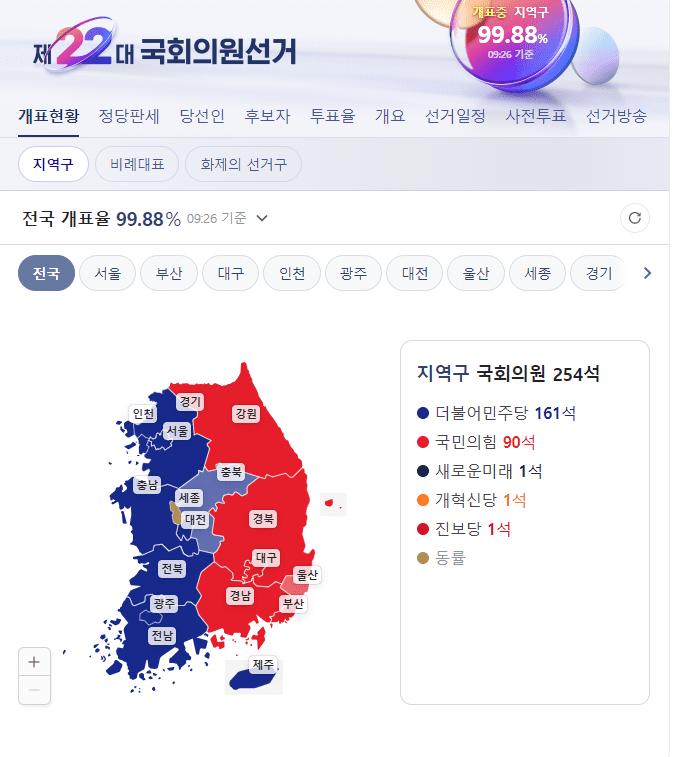 개표중 지역구
99.88%
09:26 기준
제22대 국회의원선거
개표현황 정당판세 당선인 후보자 투표율 개요 선거일정 사전투표 선거방송
지역구 비례대표 화제의 선거구
전국 개표율 99.88% 09:26 기준
전국 서울 부산 대구 인천 광주 대전 울산 세종 경기
지역구 국회의원 254석
더불어민주당 161석
국민의힘 90석
새로운미래 1석
개혁신당 1석
진보당 1석
동률
경기
인천
강원
서울
충북
충남
세종
대전
경북
대구
전북
울산
경남
광주
부산
전남
제주
+
−